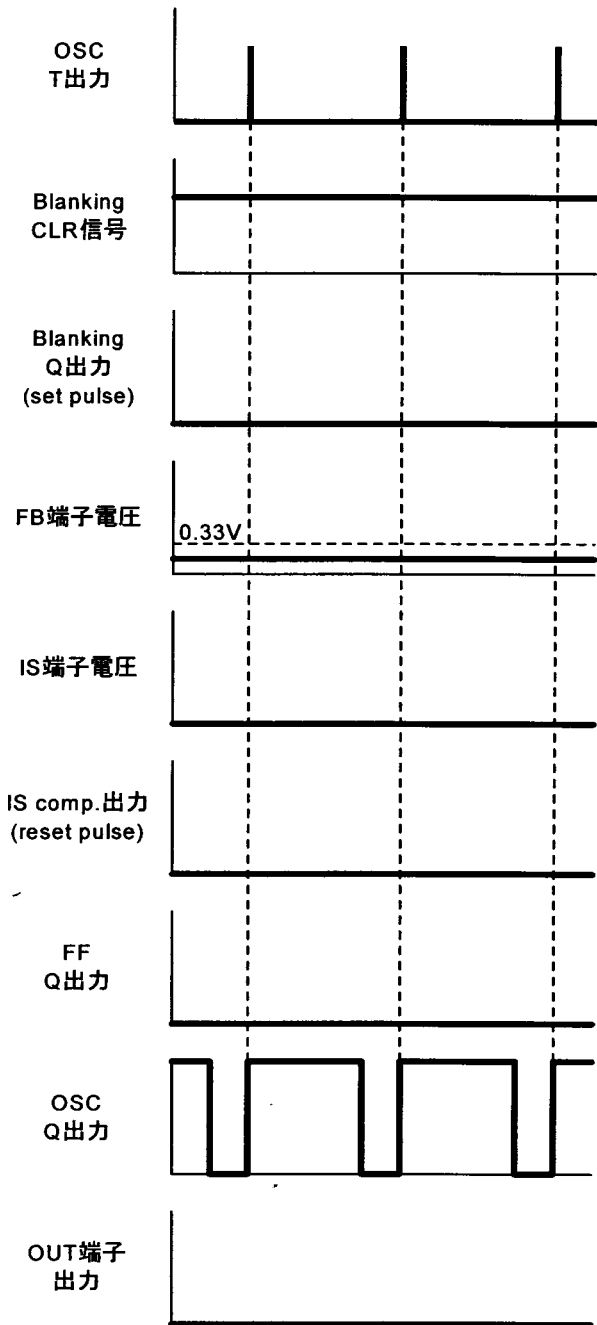 OSC
T出力
Blanking
CLR信号
Blanking
Q出力
(set pulse)
FB端子電圧
0.33V
IS端子電圧
IS comp.出力
(reset pulse)
FF
Q出力
OSC
Q出力
OUT端子
出力